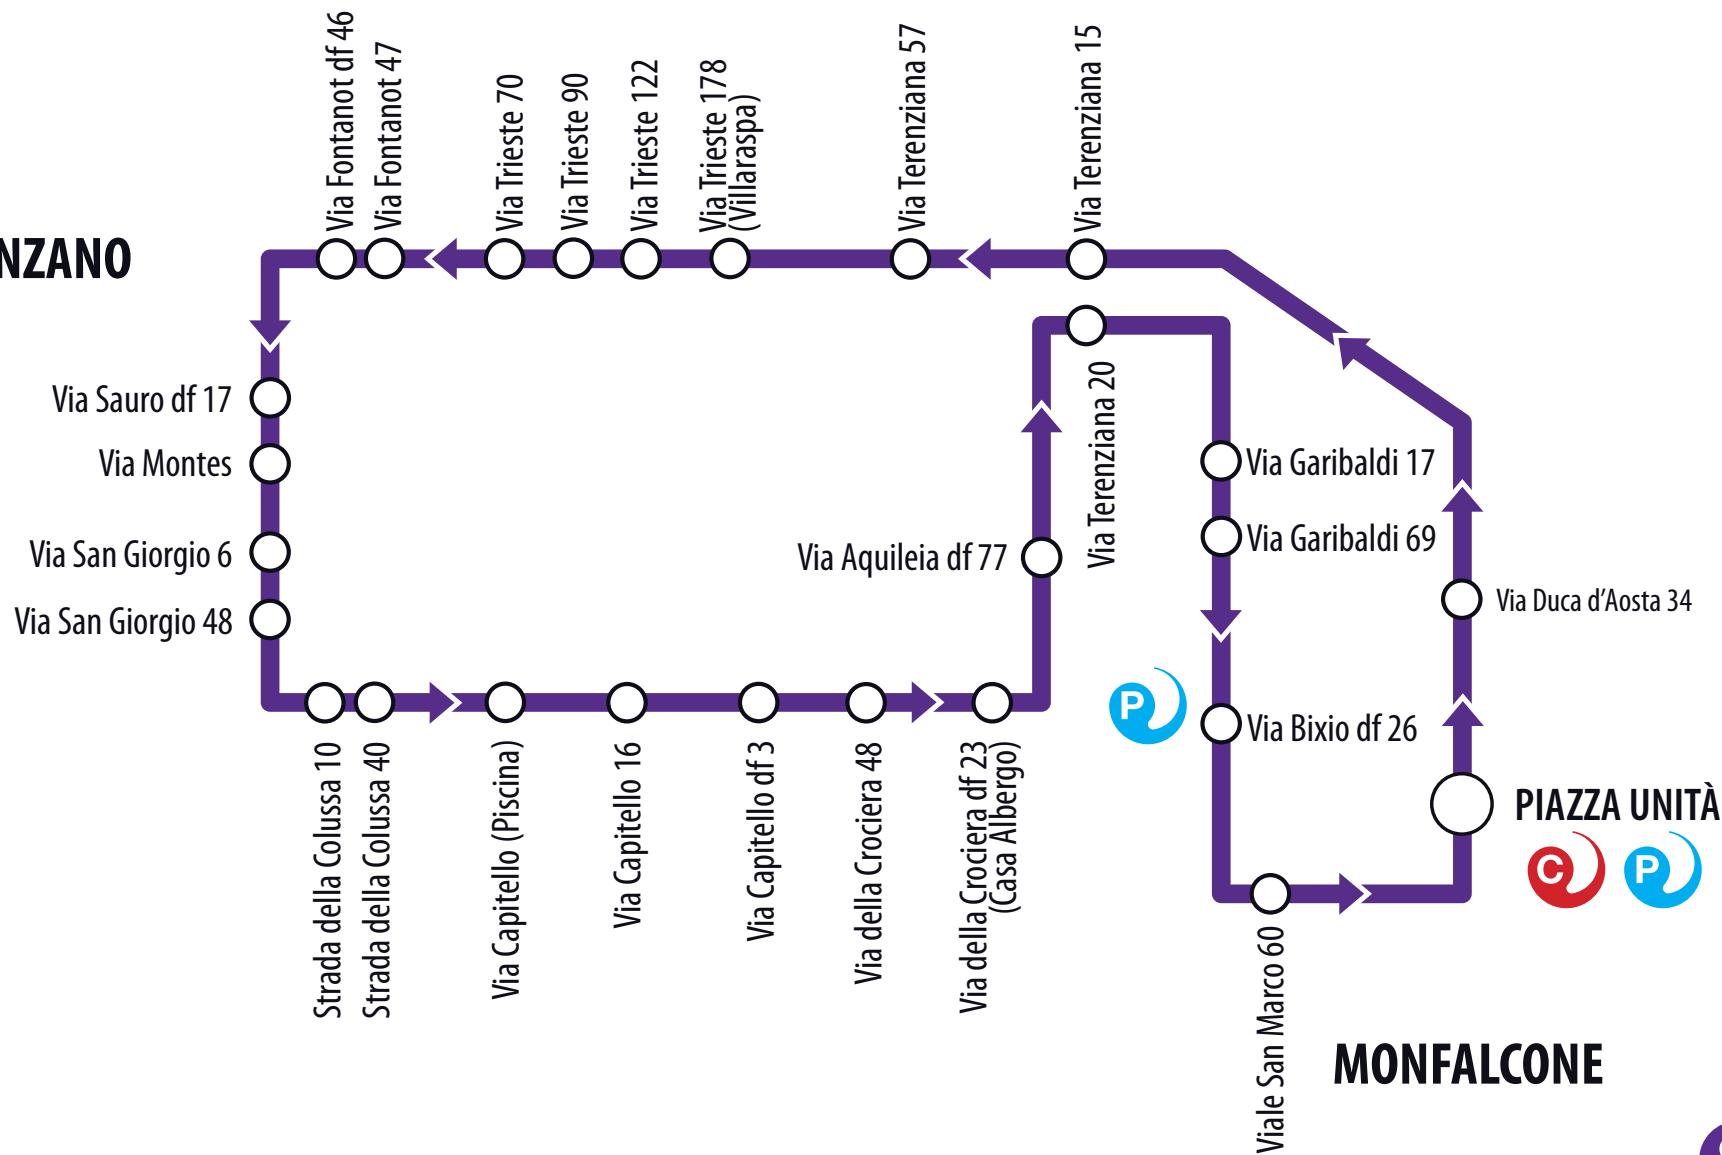 Via Fontanot df 46
Via Fontanot 47
Via Trieste 70
Via Trieste 90
Via Trieste 122
Via Trieste 178
(Villaraspa)
Via Terenziana 57
Via Terenziana 15
NZANO
Via Sauro df 17
Via Montes
Via San Giorgio 6
Via San Giorgio 48
Strada della Colussa 10
Strada della Colussa 40
Via Capitello (Piscina)
Via Capitello 16
Via Capitello df 3
Via della Crociera 48
Via della Crociera df 23
(Casa Albergo)
Via Aquileia df 77
Via Terenziana 20
Via Garibaldi 17
Via Garibaldi 69
P
Via Bixio df 26
Viale San Marco 60
PIAZZA UNITÀ
C
P
Via Duca d'Aosta 34
MONFALCONE